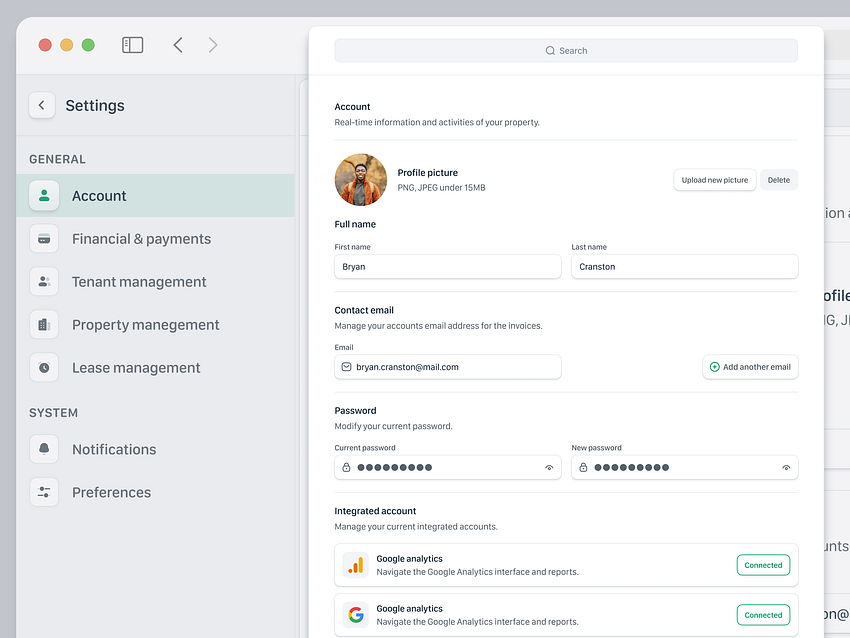 Search
Settings
GENERAL
Account
Financial & payments
Tenant management
Property manegement
Lease management
SYSTEM
Notifications
Preferences
Account
Real-time information and activities of your property.
Profile picture
PNG, JPEG under 15MB
Upload new picture
Delete
Full name
First name
Last name
Bryan
Cranston
Contact email
Manage your accounts email address for the invoices.
Email
bryan.cranston@mail.com
Add another email
Password
Modify your current password.
Current password
New password
Integrated account
Manage your current integrated accounts.
Google analytics
Navigate the Google Analytics interface and reports.
Connected
Google analytics
Navigate the Google Analytics interface and reports.
Connected